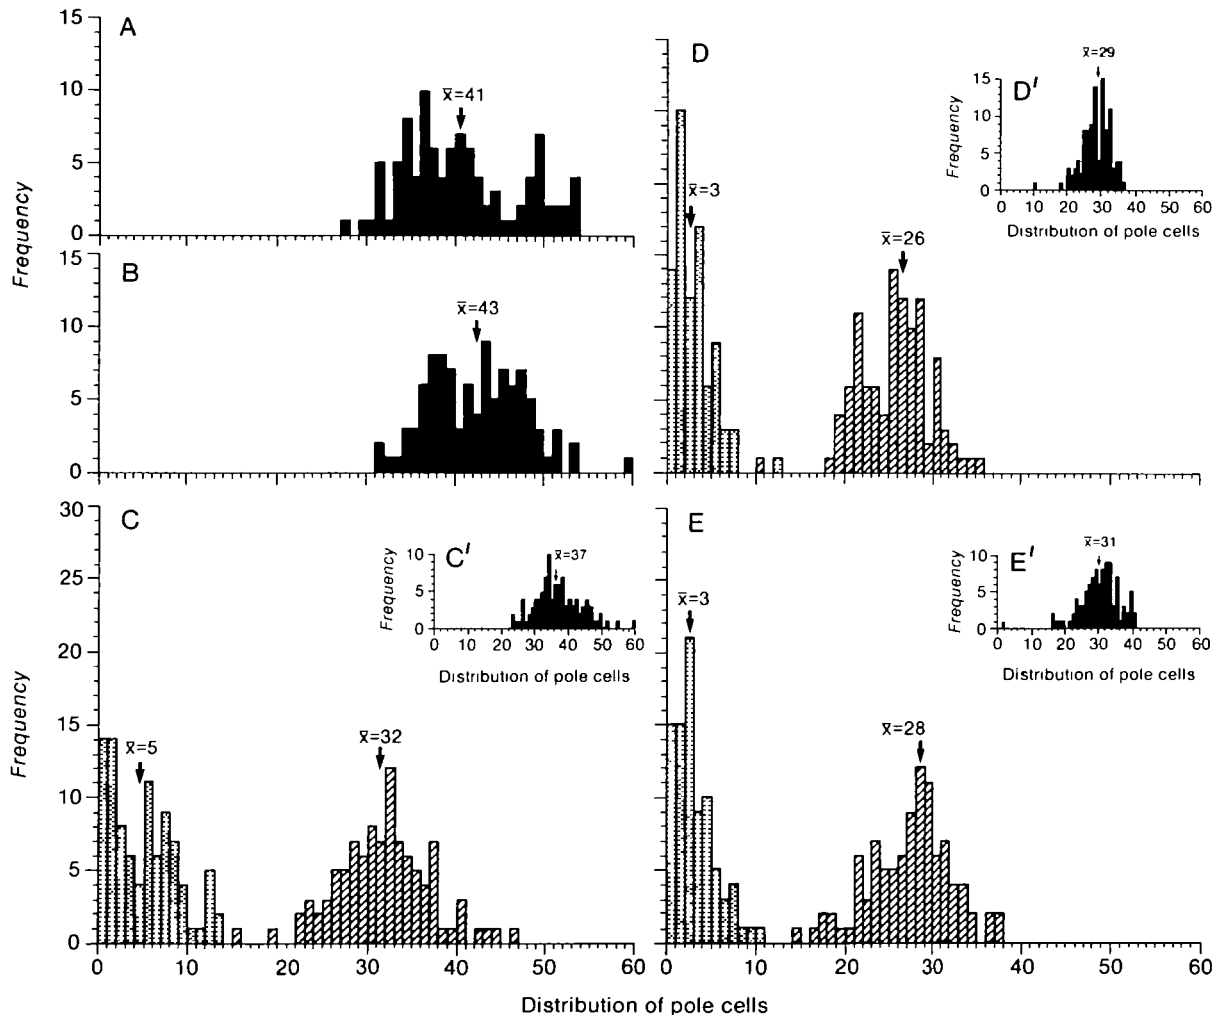 A
15
10
5
0
x̄=41
Frequency
B
15
10
5
0
x̄=43
C
30
25
20
15
10
5
0
Frequency
x̄=5
x̄=32
0 10 20 30 40 50 60
C′
10
5
0
Frequency
x̄=37
0 10 20 30 40 50 60
Distribution of pole cells
D
x̄=3
x̄=26
D′
15
10
5
0
Frequency
x̄=29
0 10 20 30 40 50 60
Distribution of pole cells
E
x̄=3
x̄=28
0 10 20 30 40 50 60
E′
10
5
0
Frequency
x̄=31
0 10 20 30 40 50 60
Distribution of pole cells
Distribution of pole cells